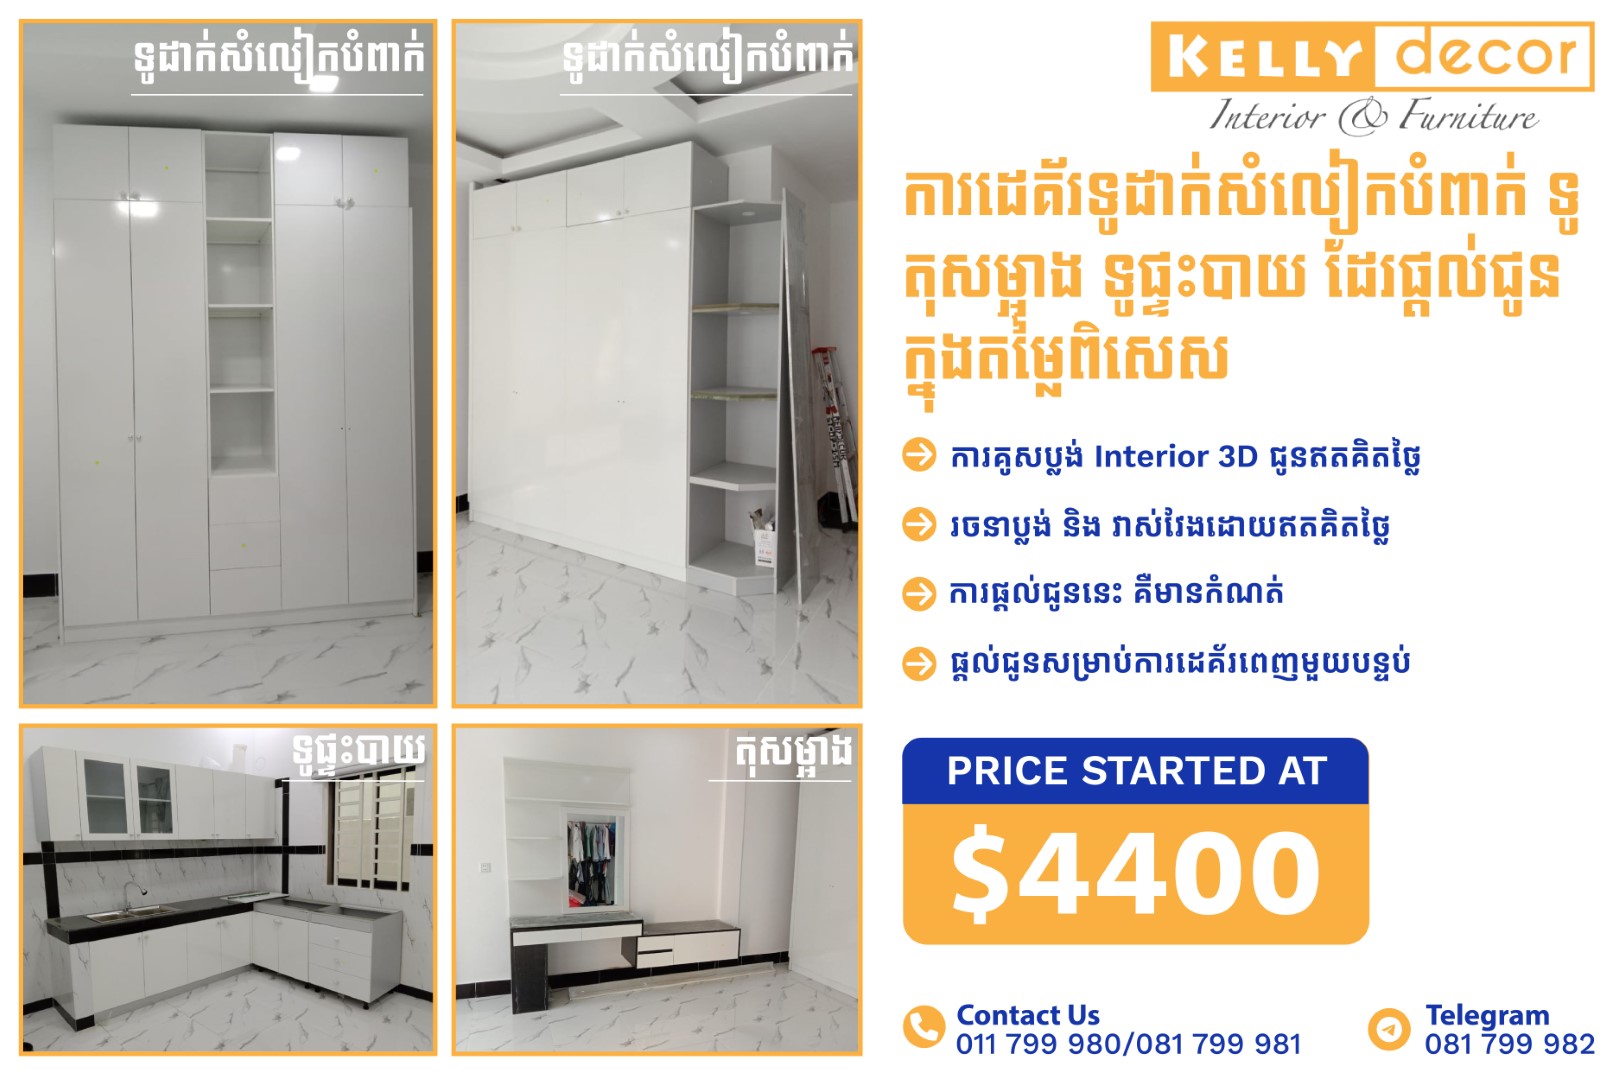 ទូដាក់សំលៀកបំពាក់
ទូដាក់សំលៀកបំពាក់
KELLY decor
Interior & Furniture
ការដេគ័រទូដាក់សំលៀកបំពាក់ ទូ
តុសម្អាង ទូផ្ទះបាយ ដែរផ្តល់ជូន
ក្នុងតម្លៃពិសេស
ការគូសប្លង់ Interior 3D ជូនឥតគិតថ្លៃ
រចនាប្លង់ និង វាស់វែងដោយឥតគិតថ្លៃ
ការផ្តល់ជូននេះ គឺមានកំណត់
ផ្តល់ជូនសម្រាប់ការដេគ័រពេញមួយបន្ទប់
ទូផ្ទះបាយ
តុសម្អាង
PRICE STARTED AT
$4400
Contact Us
011 799 980/081 799 981
Telegram
081 799 982